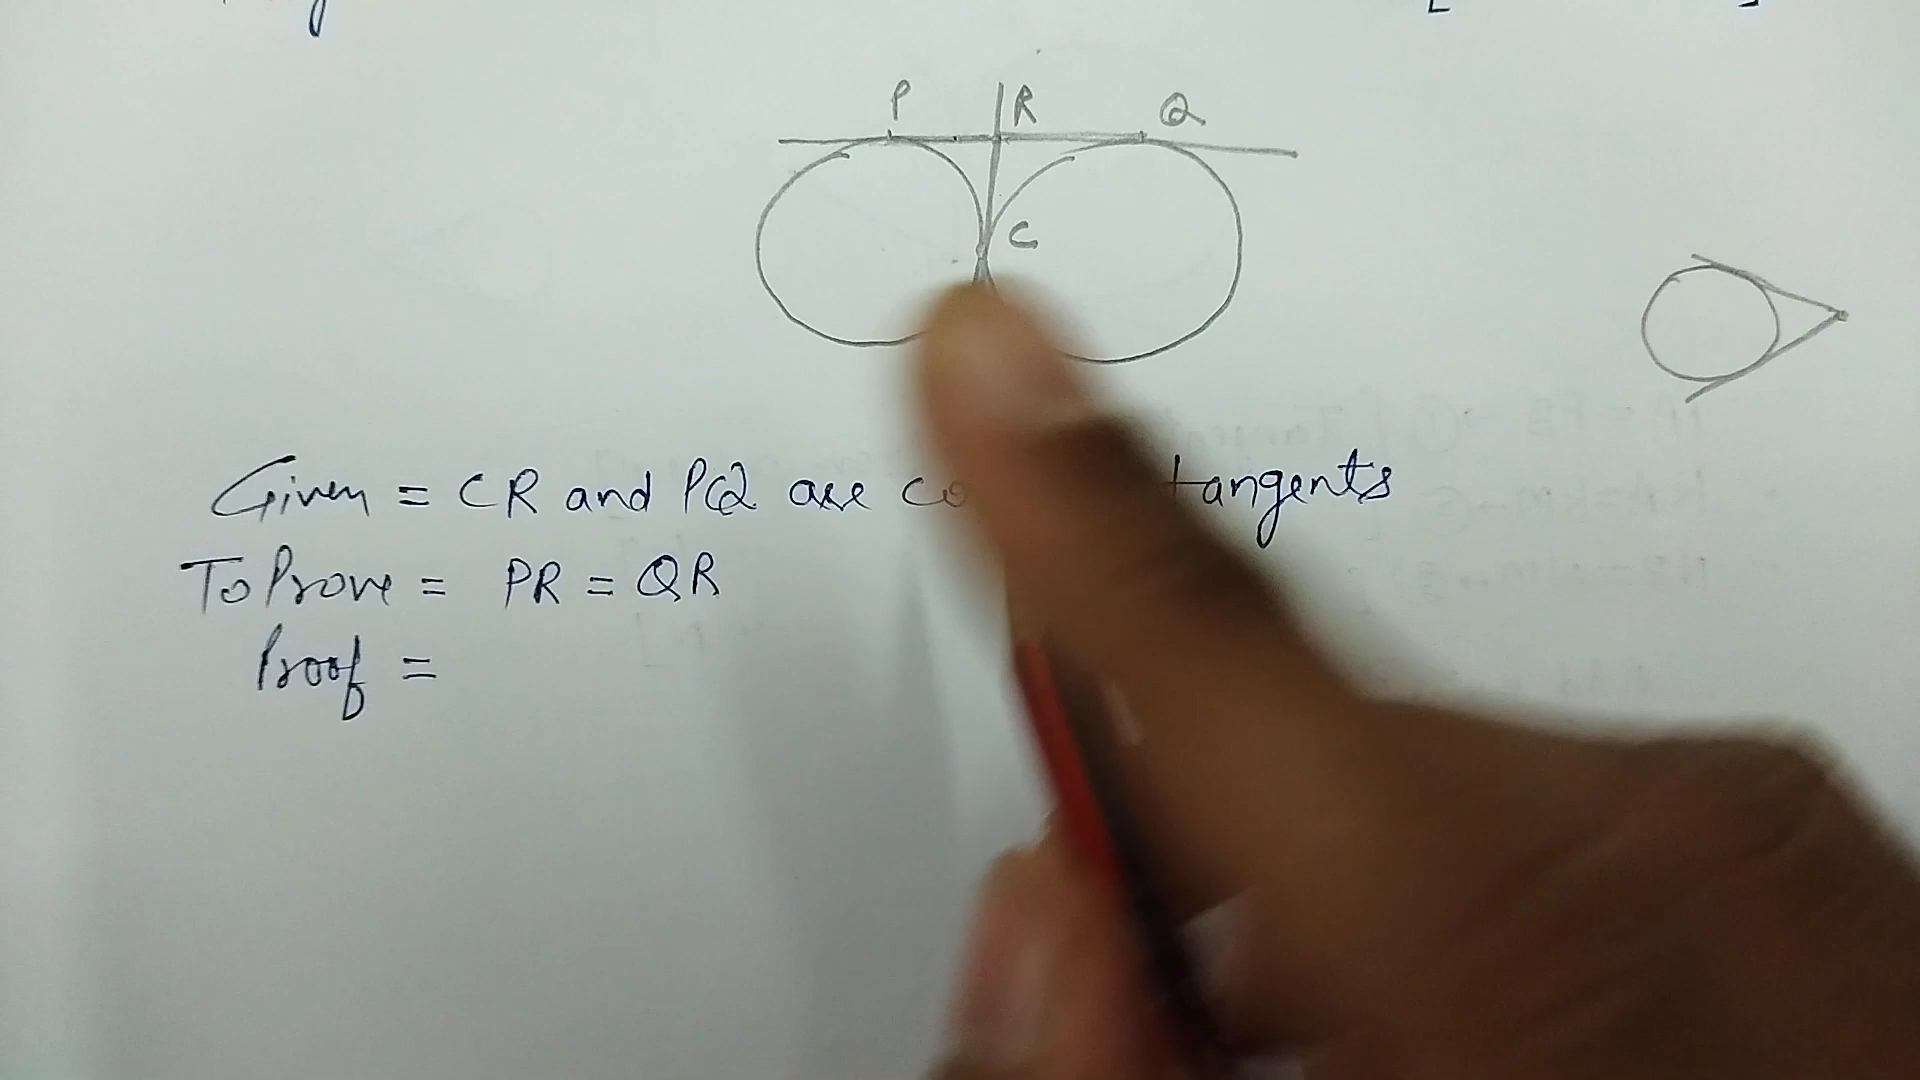 P R Q
C
Given = CR and PQ are co tangents
To Prove = PR = QR
Proof =